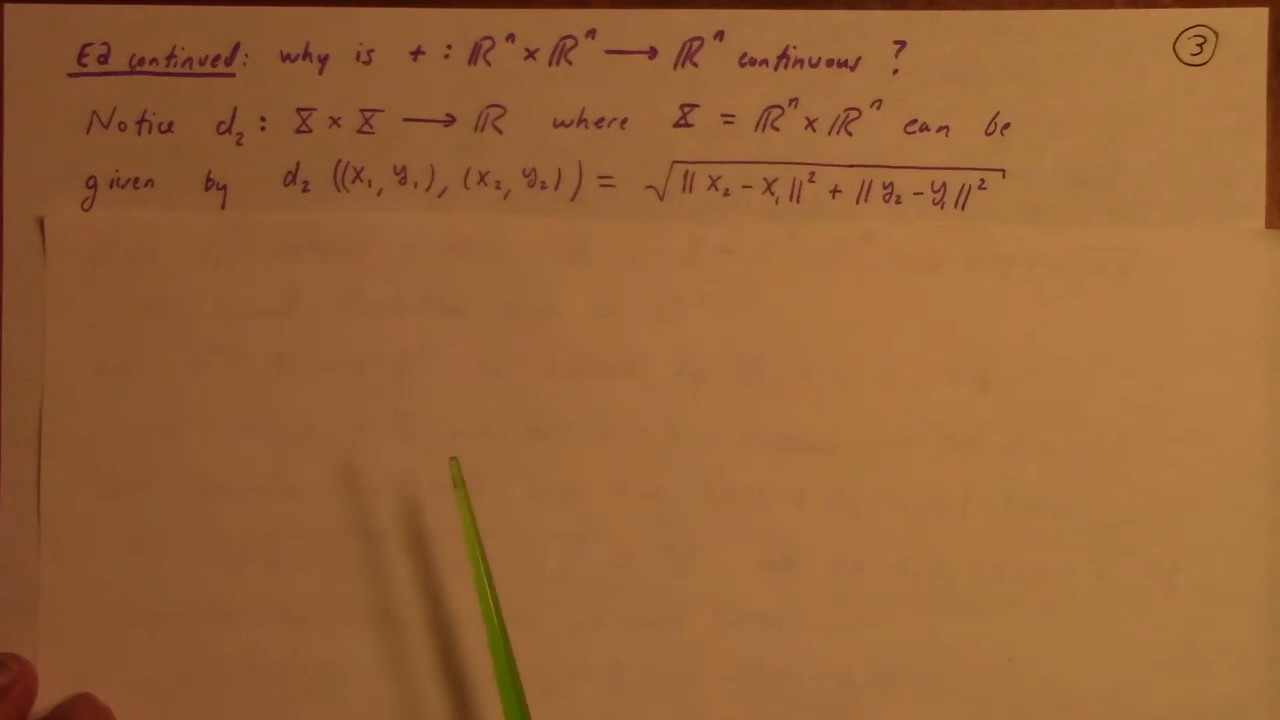 E2 continued: why is + : ℝⁿ × ℝⁿ ⟶ ℝⁿ continuous ? ③
Notice d₂ : X × X ⟶ ℝ where X = ℝⁿ × ℝⁿ can be
given by d₂ ((x₁, y₁), (x₂, y₂)) = √(‖x₂ − x₁‖² + ‖y₂ − y₁‖²)